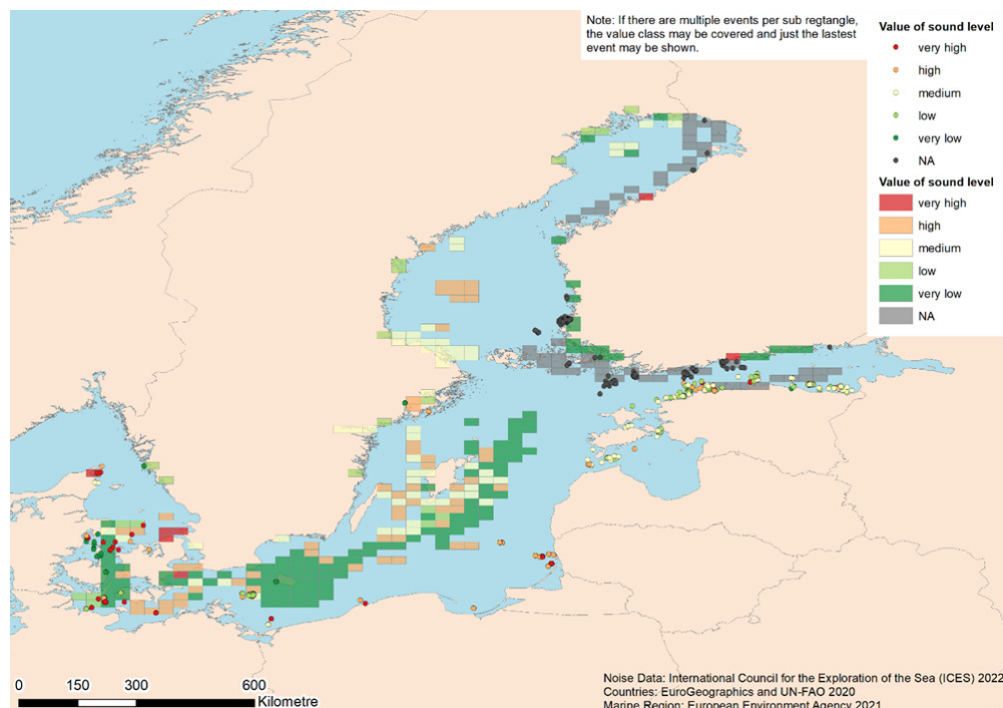 Note: If there are multiple events per sub regtangle,
the value class may be covered and just the lastest
event may be shown.
Value of sound level
very high
high
medium
low
very low
NA
Value of sound level
very high
high
medium
low
very low
NA
0 150 300 600
Kilometre
Noise Data: International Council for the Exploration of the Sea (ICES) 2022
Countries: EuroGeographics and UN-FAO 2020
Marine Region: European Environment Agency 2021